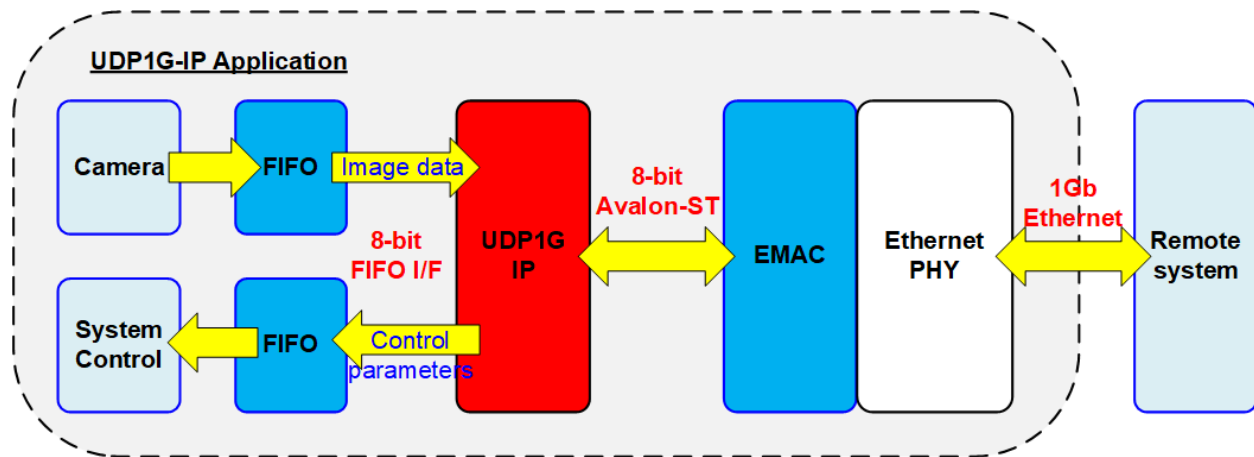 UDP1G-IP Application
Camera
FIFO
Image data
8-bit
FIFO I/F
System
Control
FIFO
Control
parameters
UDP1G
IP
8-bit
Avalon-ST
EMAC
Ethernet
PHY
1Gb
Ethernet
Remote
system